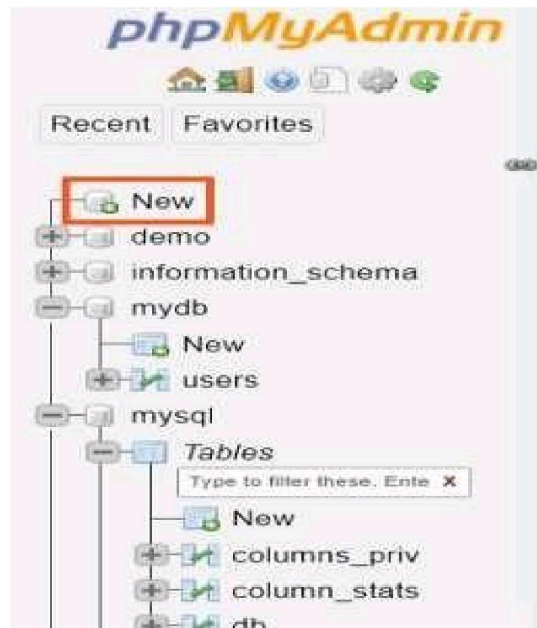 phpMyAdmin
Recent Favorites
New
demo
information_schema
mydb
New
users
mysql
Tables
Type to filter these. Ente X
New
columns_priv
column_stats
db